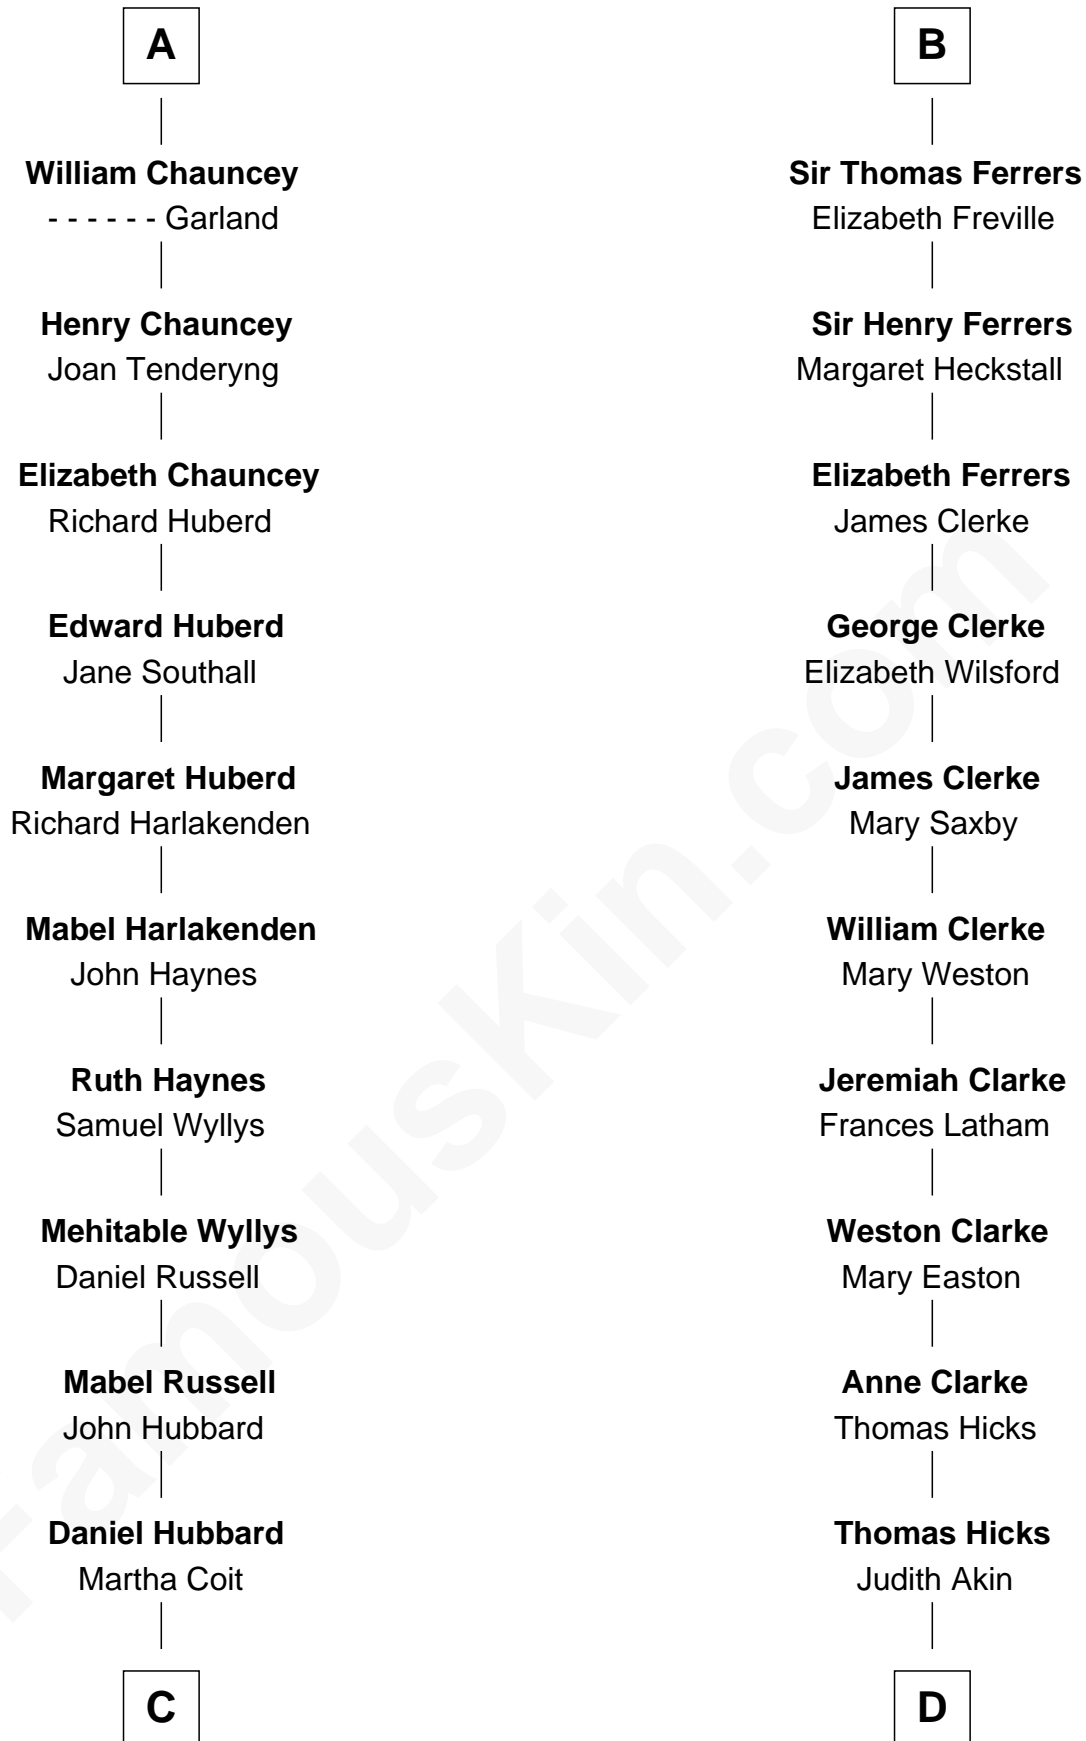 A
William Chauncey
- - - - - - Garland
Henry Chauncey
Joan Tenderyng
Elizabeth Chauncey
Richard Huberd
Edward Huberd
Jane Southall
Margaret Huberd
Richard Harlakenden
Mabel Harlakenden
John Haynes
Ruth Haynes
Samuel Wyllys
Mehitable Wyllys
Daniel Russell
Mabel Russell
John Hubbard
Daniel Hubbard
Martha Coit
C
B
Sir Thomas Ferrers
Elizabeth Freville
Sir Henry Ferrers
Margaret Heckstall
Elizabeth Ferrers
James Clerke
George Clerke
Elizabeth Wilsford
James Clerke
Mary Saxby
William Clerke
Mary Weston
Jeremiah Clarke
Frances Latham
Weston Clarke
Mary Easton
Anne Clarke
Thomas Hicks
Thomas Hicks
Judith Akin
D
FamousKin.com